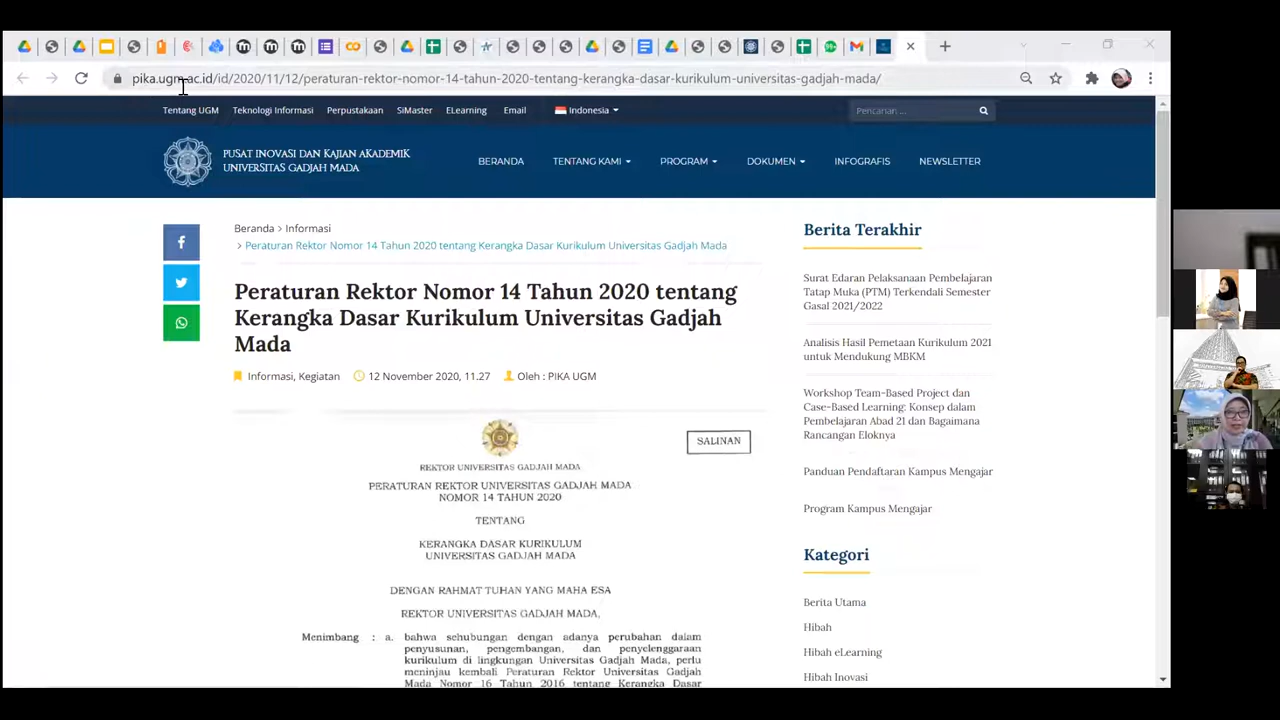 pika.ugm.ac.id/id/2020/11/12/peraturan-rektor-nomor-14-tahun-2020-tentang-kerangka-dasar-kurikulum-universitas-gadjah-mada/
Tentang UGM Teknologi Informasi Perpustakaan SiMaster ELearning Email Indonesia Pencarian ...
PUSAT INOVASI DAN KAJIAN AKADEMIK
UNIVERSITAS GADJAH MADA
BERANDA TENTANG KAMI PROGRAM DOKUMEN INFOGRAFIS NEWSLETTER
Beranda > Informasi
> Peraturan Rektor Nomor 14 Tahun 2020 tentang Kerangka Dasar Kurikulum Universitas Gadjah Mada
Peraturan Rektor Nomor 14 Tahun 2020 tentang
Kerangka Dasar Kurikulum Universitas Gadjah
Mada
Informasi, Kegiatan 12 November 2020, 11.27 Oleh : PIKA UGM
SALINAN
REKTOR UNIVERSITAS GADJAH MADA
PERATURAN REKTOR UNIVERSITAS GADJAH MADA
NOMOR 14 TAHUN 2020
TENTANG
KERANGKA DASAR KURIKULUM
UNIVERSITAS GADJAH MADA
DENGAN RAHMAT TUHAN YANG MAHA ESA
REKTOR UNIVERSITAS GADJAH MADA,
Menimbang : a. bahwa sehubungan dengan adanya perubahan dalam
penyusunan, pengembangan, dan penyelenggaraan
kurikulum di lingkungan Universitas Gadjah Mada, perlu
meninjau kembali Peraturan Rektor Universitas Gadjah
Mada Nomor 16 Tahun 2016 tentang Kerangka Dasar
Berita Terakhir
Surat Edaran Pelaksanaan Pembelajaran
Tatap Muka (PTM) Terkendali Semester
Gasal 2021/2022
Analisis Hasil Pemetaan Kurikulum 2021
untuk Mendukung MBKM
Workshop Team-Based Project dan
Case-Based Learning: Konsep dalam
Pembelajaran Abad 21 dan Bagaimana
Rancangan Eloknya
Panduan Pendaftaran Kampus Mengajar
Program Kampus Mengajar
Kategori
Berita Utama
Hibah
Hibah eLearning
Hibah Inovasi